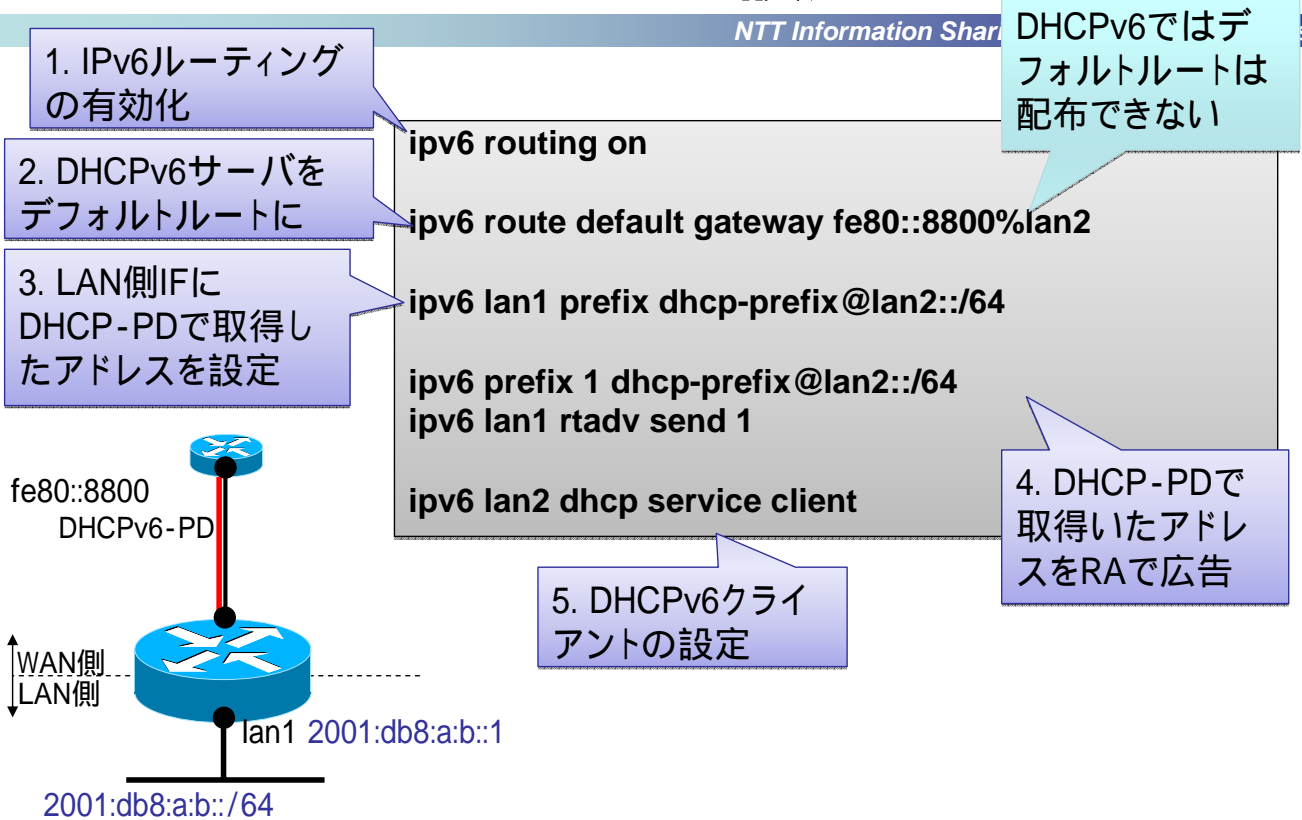 NTT Information Shari
DHCPv6ではデ
フォルトルートは
配布できない
1. IPv6ルーティング
の有効化
2. DHCPv6サーバを
デフォルトルートに
3. LAN側IFに
DHCP-PDで取得し
たアドレスを設定
ipv6 routing on
ipv6 route default gateway fe80::8800%lan2
ipv6 lan1 prefix dhcp-prefix@lan2::/64
ipv6 prefix 1 dhcp-prefix@lan2::/64
ipv6 lan1 rtadv send 1
ipv6 lan2 dhcp service client
4. DHCP-PDで
取得いたアドレ
スをRAで広告
5. DHCPv6クライ
アントの設定
fe80::8800
DHCPv6-PD
WAN側
LAN側
lan1 2001:db8:a:b::1
2001:db8:a:b::/64